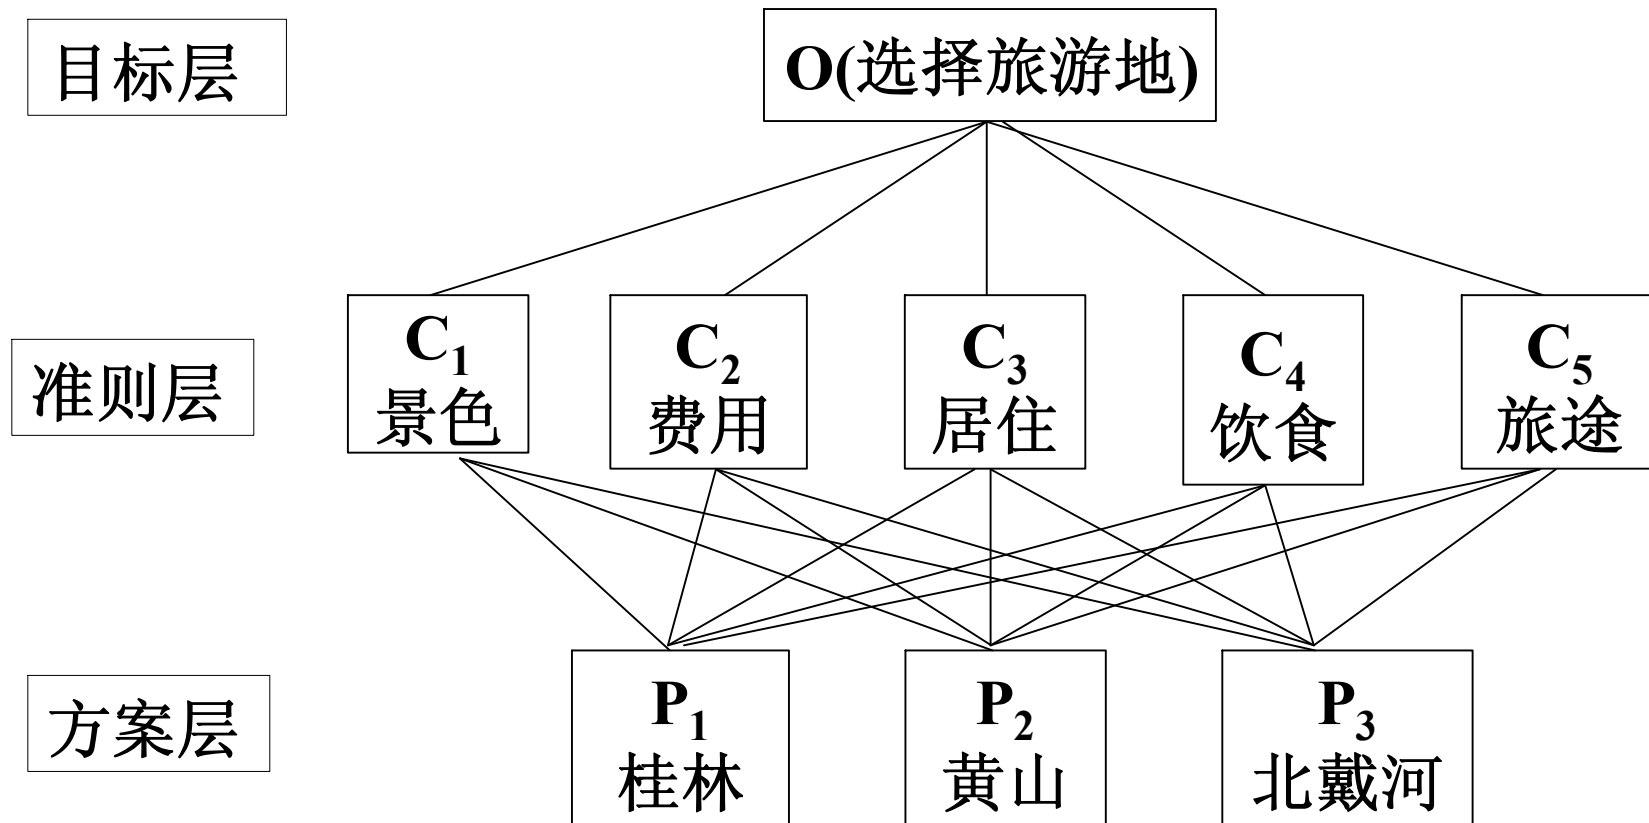 目标层
O(选择旅游地)
准则层
C₁
景色
C₂
费用
C₃
居住
C₄
饮食
C₅
旅途
方案层
P₁
桂林
P₂
黄山
P₃
北戴河